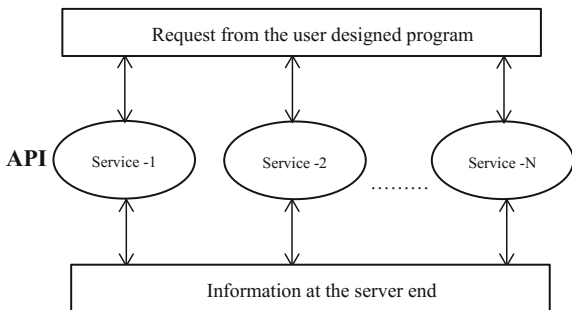 Request from the user designed program
API
Service -1
Service -2
.........
Service -N
Information at the server end